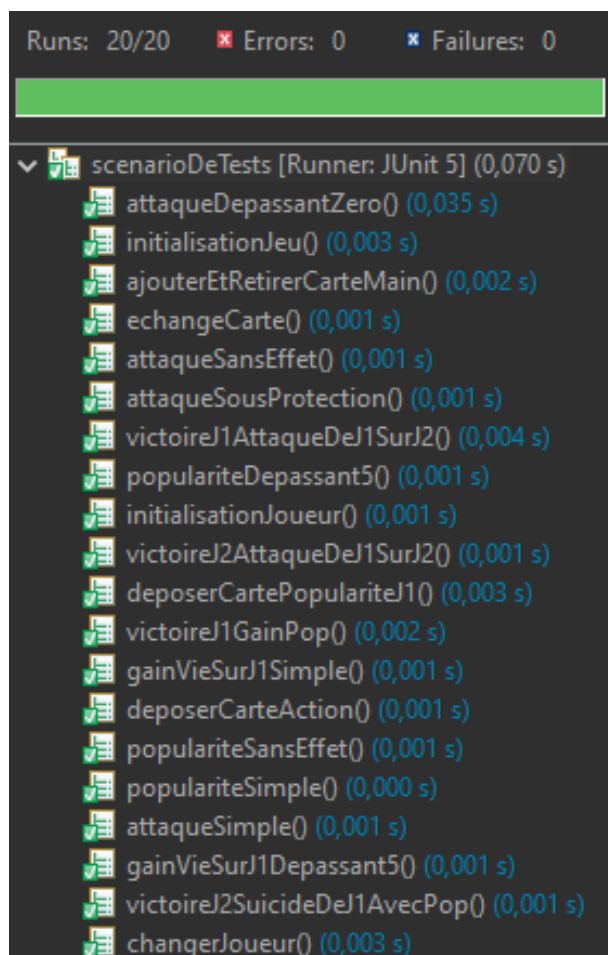 Runs: 20/20 Errors: 0 Failures: 0
scenarioDeTests [Runner: JUnit 5] (0,070 s)
attaqueDepassantZero() (0,035 s)
initialisationJeu() (0,003 s)
ajouterEtRetirerCarteMain() (0,002 s)
echangeCarte() (0,001 s)
attaqueSansEffet() (0,001 s)
attaqueSousProtection() (0,001 s)
victoireJ1AttaqueDeJ1SurJ2() (0,004 s)
populariteDepassant5() (0,001 s)
initialisationJoueur() (0,001 s)
victoireJ2AttaqueDeJ1SurJ2() (0,001 s)
deposerCartePopulariteJ1() (0,003 s)
victoireJ1GainPop() (0,002 s)
gainVieSurJ1Simple() (0,001 s)
deposerCarteAction() (0,001 s)
populariteSansEffet() (0,001 s)
populariteSimple() (0,000 s)
attaqueSimple() (0,001 s)
gainVieSurJ1Depassant5() (0,001 s)
victoireJ2SuicideDeJ1AvecPop() (0,001 s)
changerJoueur() (0,003 s)